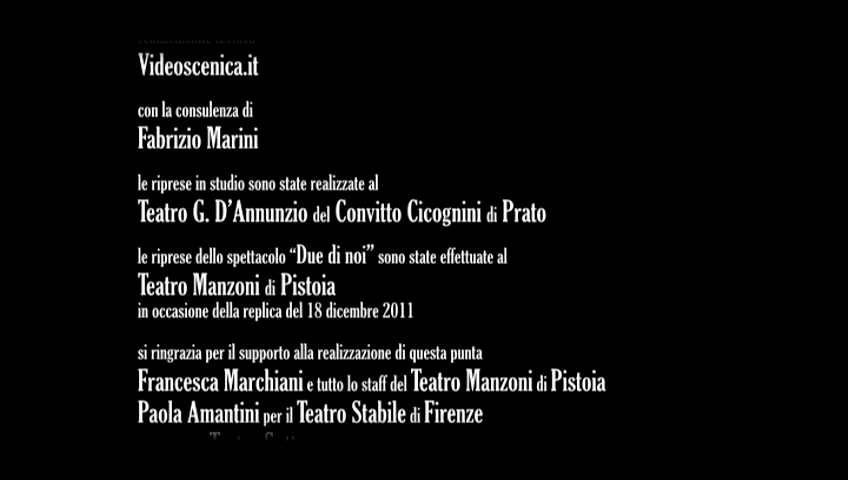 realizzazione tecnica
Videoscenica.it
con la consulenza di
Fabrizio Marini
le riprese in studio sono state realizzate al
Teatro G. D’Annunzio del Convitto Cicognini di Prato
le riprese dello spettacolo “Due di noi” sono state effettuate al
Teatro Manzoni di Pistoia
in occasione della replica del 18 dicembre 2011
si ringrazia per il supporto alla realizzazione di questa punta
Francesca Marchiani e tutto lo staff del Teatro Manzoni di Pistoia
Paola Amantini per il Teatro Stabile di Firenze